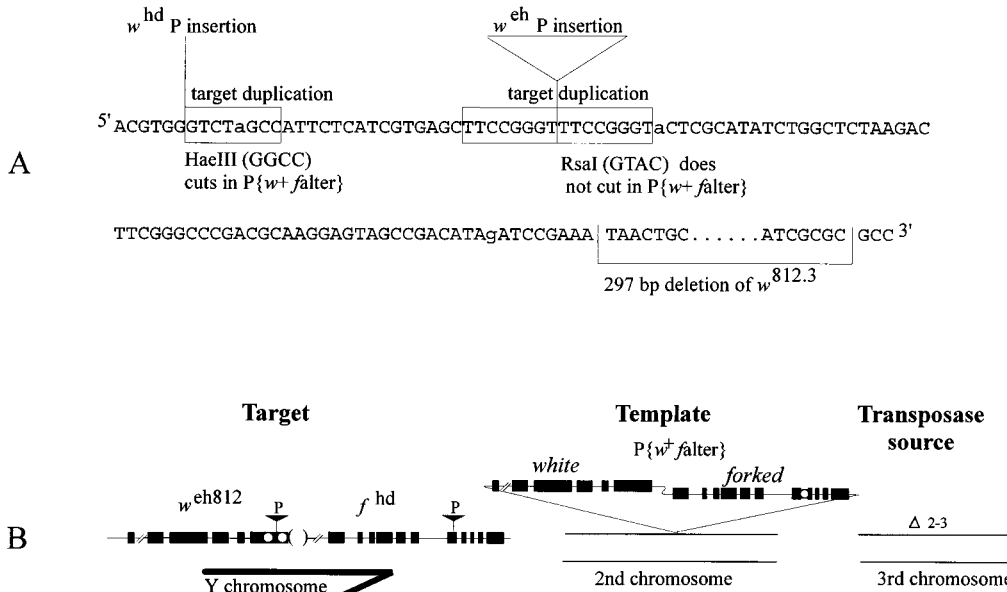 w hd P insertion
w eh P insertion
target duplication
target duplication
5' ACGTGGGTCTaGCCATTCTCATCGTGAGCTTCCGGGTTTCCGGGTaCTCGCATATCTGGCTCTAAGAC
A
HaeIII (GGCC)
cuts in P{w+ falter}
RsaI (GTAC) does
not cut in P{w+ falter}
TTCGGGCCCGACGCAAGGAGTAGCCGACATAgATCCGAAA TAACTGC......ATCGCGC GCC 3'
297 bp deletion of w812.3
Target
Template
Transposase
source
P{w+ falter}
white
forked
w eh812
P
f hd
P
( )
Δ 2-3
B
Y chromosome
2nd chromosome
3rd chromosome